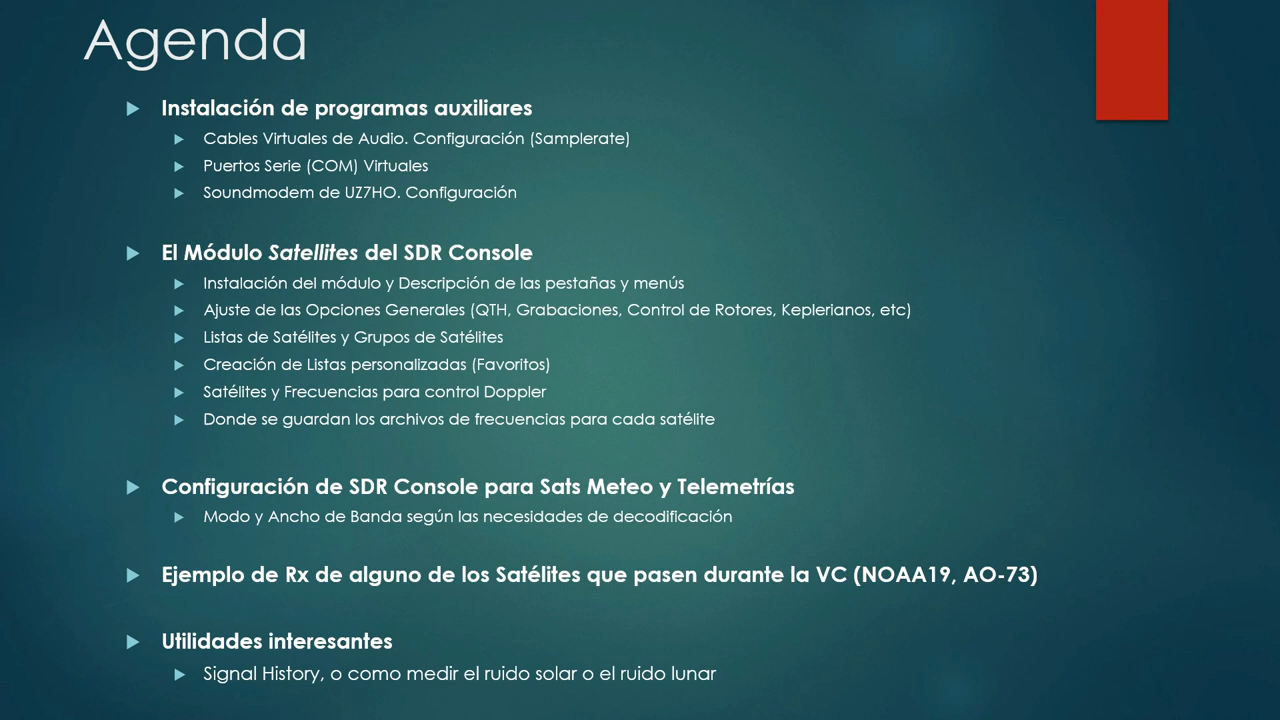 Agenda
Instalación de programas auxiliares
Cables Virtuales de Audio. Configuración (Samplerate)
Puertos Serie (COM) Virtuales
Soundmodem de UZ7HO. Configuración
El Módulo Satellites del SDR Console
Instalación del módulo y Descripción de las pestañas y menús
Ajuste de las Opciones Generales (QTH, Grabaciones, Control de Rotores, Keplerianos, etc)
Listas de Satélites y Grupos de Satélites
Creación de Listas personalizadas (Favoritos)
Satélites y Frecuencias para control Doppler
Donde se guardan los archivos de frecuencias para cada satélite
Configuración de SDR Console para Sats Meteo y Telemetrías
Modo y Ancho de Banda según las necesidades de decodificación
Ejemplo de Rx de alguno de los Satélites que pasen durante la VC (NOAA19, AO-73)
Utilidades interesantes
Signal History, o como medir el ruido solar o el ruido lunar